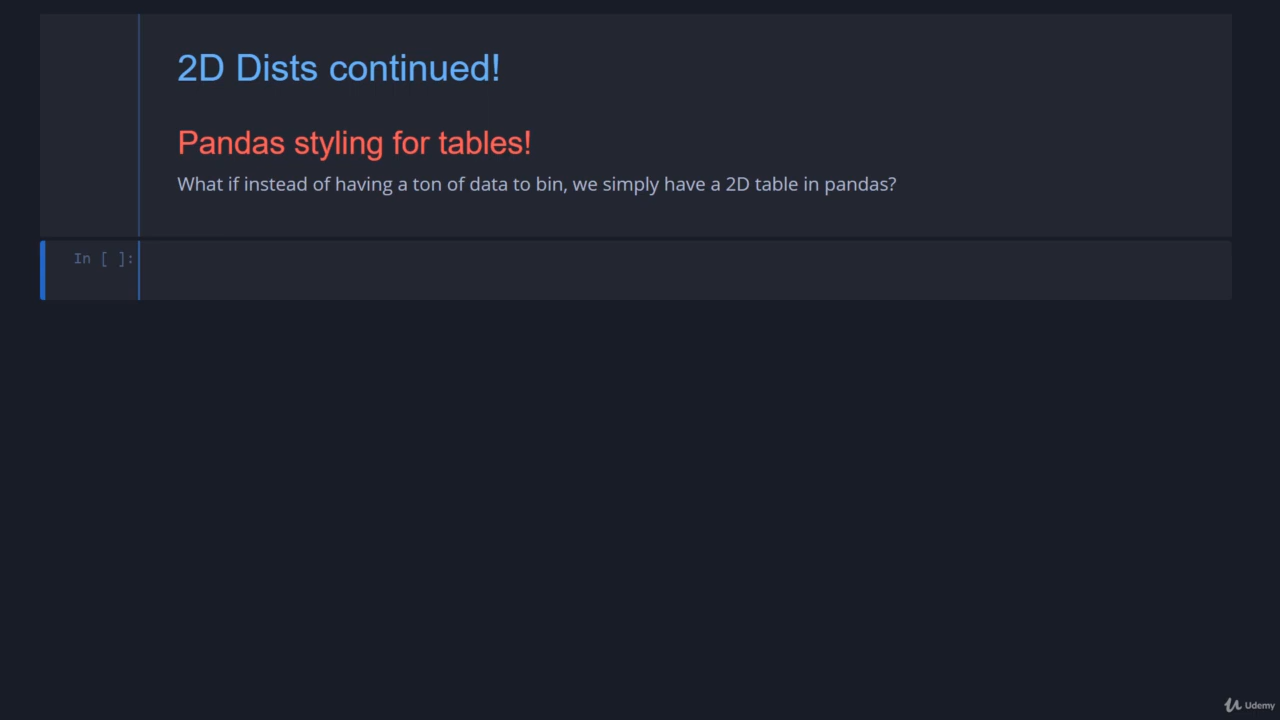 2D Dists continued!
Pandas styling for tables!
What if instead of having a ton of data to bin, we simply have a 2D table in pandas?
In [ ]:
Udemy